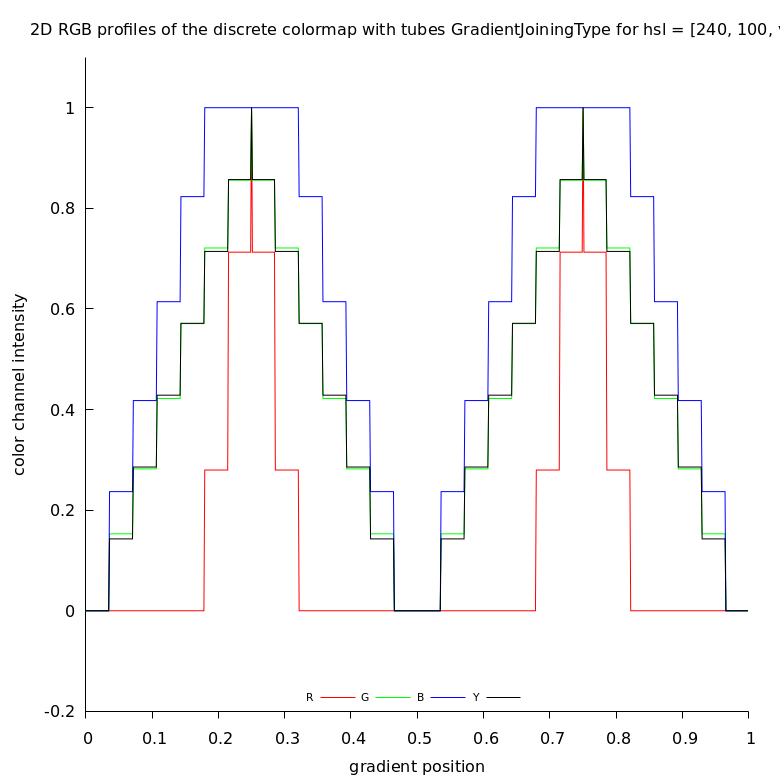 2D RGB profiles of the discrete colormap with tubes GradientJoiningType for hsl = [240, 100,
1
0.8
0.6
0.4
0.2
0
-0.2
color channel intensity
R G B Y
0 0.1 0.2 0.3 0.4 0.5 0.6 0.7 0.8 0.9 1
gradient position